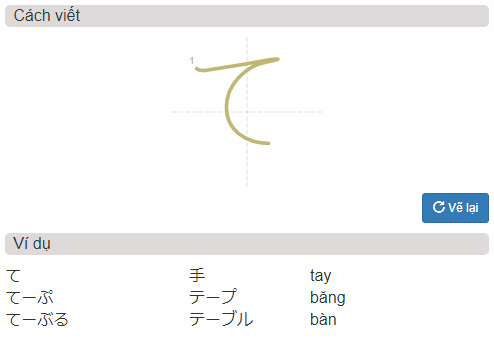 Cách viết
1
て
Vẽ lại
Ví dụ
て 手 tay
てーぷ テープ băng
てーぶる テーブル bàn